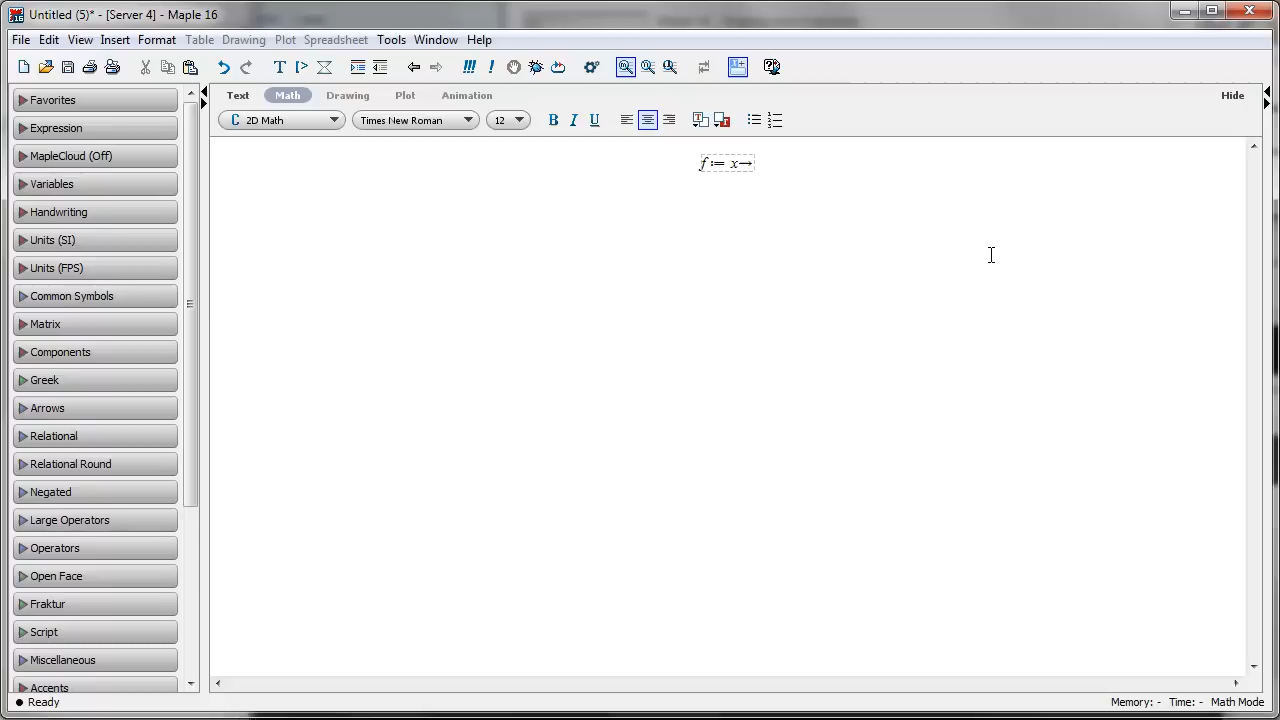 Untitled (5)* - [Server 4] - Maple 16
File Edit View Insert Format Table Drawing Plot Spreadsheet Tools Window Help
Favorites
Expression
MapleCloud (Off)
Variables
Handwriting
Units (SI)
Units (FPS)
Common Symbols
Matrix
Components
Greek
Arrows
Relational
Relational Round
Negated
Large Operators
Operators
Open Face
Fraktur
Script
Miscellaneous
Accents
Text Math Drawing Plot Animation Hide
C 2D Math Times New Roman 12 B I U
f := x→
Ready Memory: - Time: - Math Mode